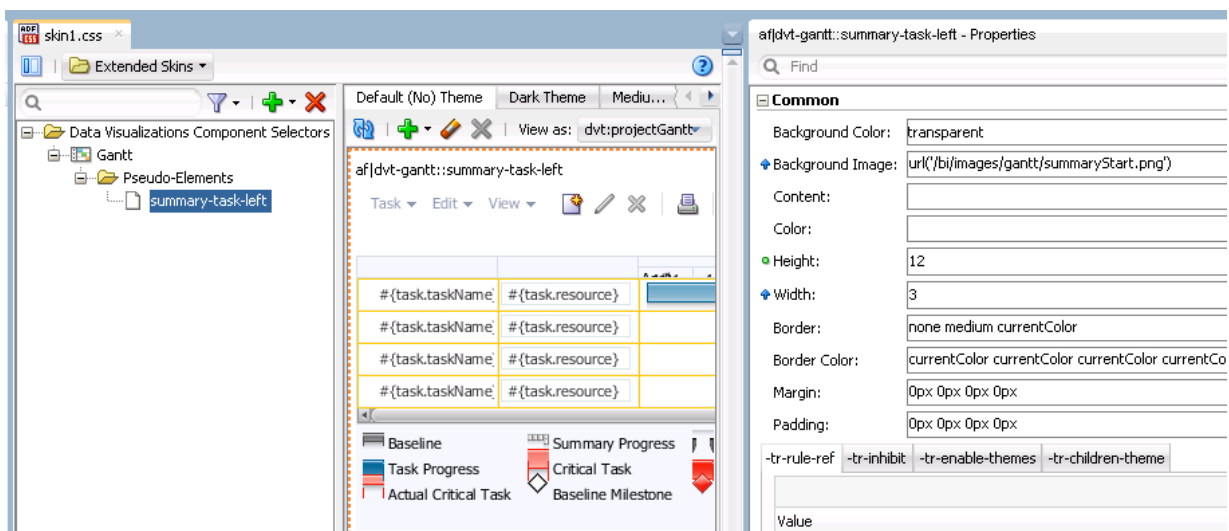 ADF
CSS
skin1.css
Extended Skins
Data Visualizations Component Selectors
Gantt
Pseudo-Elements
summary-task-left
Default (No) Theme
Dark Theme
Mediu...
View as:
dvt:projectGantt
af|dvt-gantt::summary-task-left
Task
Edit
View
#{task.taskName
#{task.resource}
#{task.taskName
#{task.resource}
#{task.taskName
#{task.resource}
#{task.taskName
#{task.resource}
Baseline
Summary Progress
Task Progress
Critical Task
Actual Critical Task
Baseline Milestone
af|dvt-gantt::summary-task-left - Properties
Find
Common
Background Color:
transparent
Background Image:
url('/bi/images/gantt/summaryStart.png')
Content:
Color:
Height:
12
Width:
3
Border:
none medium currentColor
Border Color:
currentColor currentColor currentColor currentCo
Margin:
0px 0px 0px 0px
Padding:
0px 0px 0px 0px
-tr-rule-ref
-tr-inhibit
-tr-enable-themes
-tr-children-theme
Value